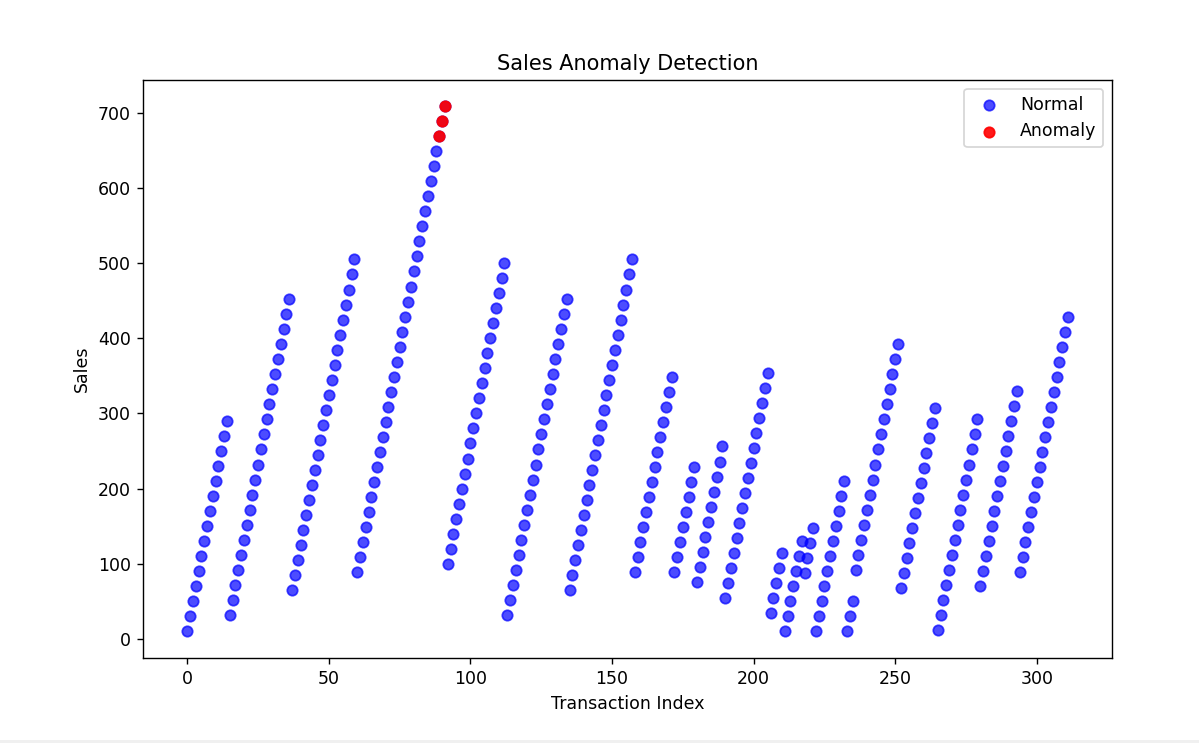 Sales Anomaly Detection
Normal
Anomaly
700
600
500
400
300
200
100
0
Sales
0 50 100 150 200 250 300
Transaction Index